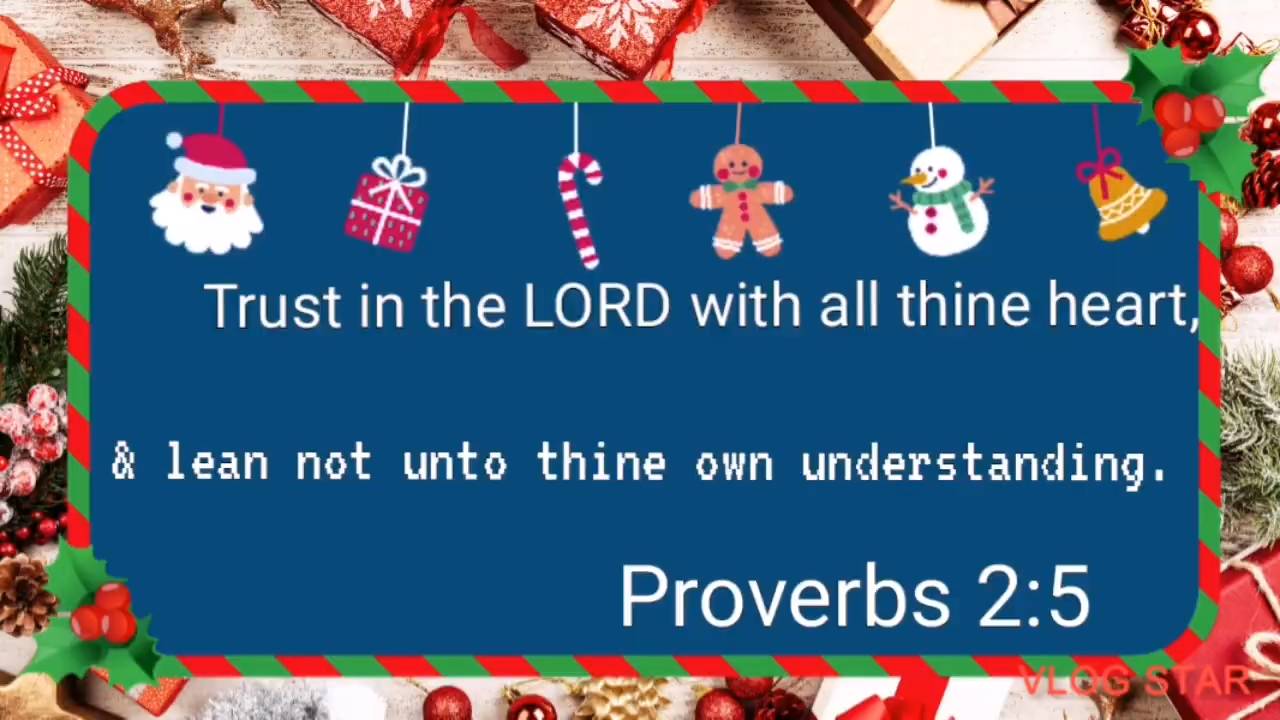 Trust in the LORD with all thine heart,
& lean not unto thine own understanding.
Proverbs 2:5
VLOG STAR